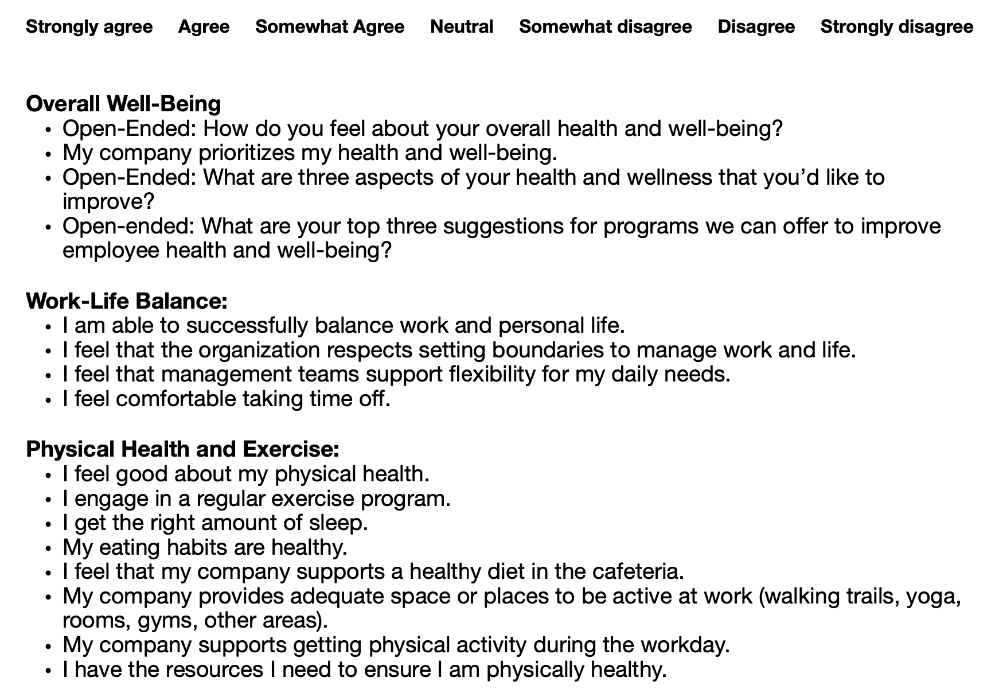 Strongly agree Agree Somewhat Agree Neutral Somewhat disagree Disagree Strongly disagree
Overall Well-Being
• Open-Ended: How do you feel about your overall health and well-being?
• My company prioritizes my health and well-being.
• Open-Ended: What are three aspects of your health and wellness that you’d like to
improve?
• Open-ended: What are your top three suggestions for programs we can offer to improve
employee health and well-being?
Work-Life Balance:
• I am able to successfully balance work and personal life.
• I feel that the organization respects setting boundaries to manage work and life.
• I feel that management teams support flexibility for my daily needs.
• I feel comfortable taking time off.
Physical Health and Exercise:
• I feel good about my physical health.
• I engage in a regular exercise program.
• I get the right amount of sleep.
• My eating habits are healthy.
• I feel that my company supports a healthy diet in the cafeteria.
• My company provides adequate space or places to be active at work (walking trails, yoga,
rooms, gyms, other areas).
• My company supports getting physical activity during the workday.
• I have the resources I need to ensure I am physically healthy.